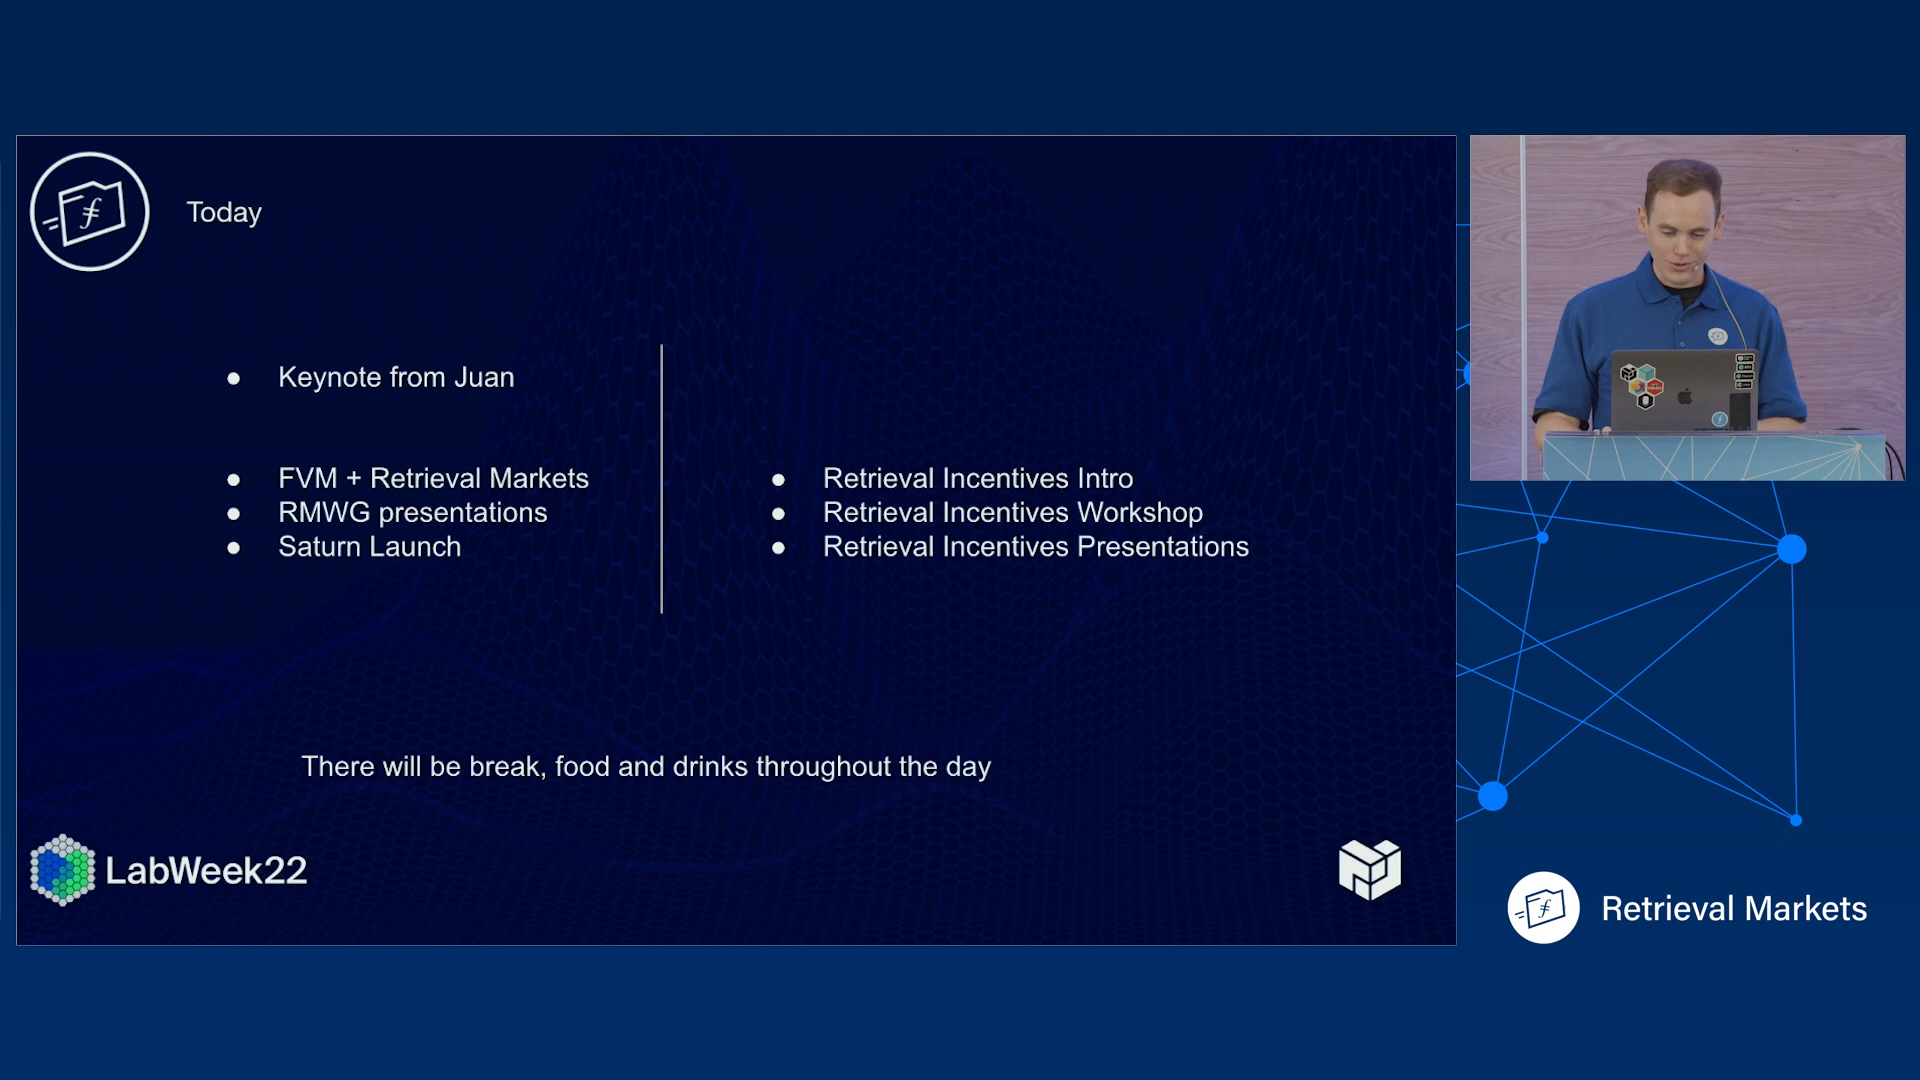 Today
Keynote from Juan
FVM + Retrieval Markets
RMWG presentations
Saturn Launch
Retrieval Incentives Intro
Retrieval Incentives Workshop
Retrieval Incentives Presentations
There will be break, food and drinks throughout the day
LabWeek22
Retrieval Markets